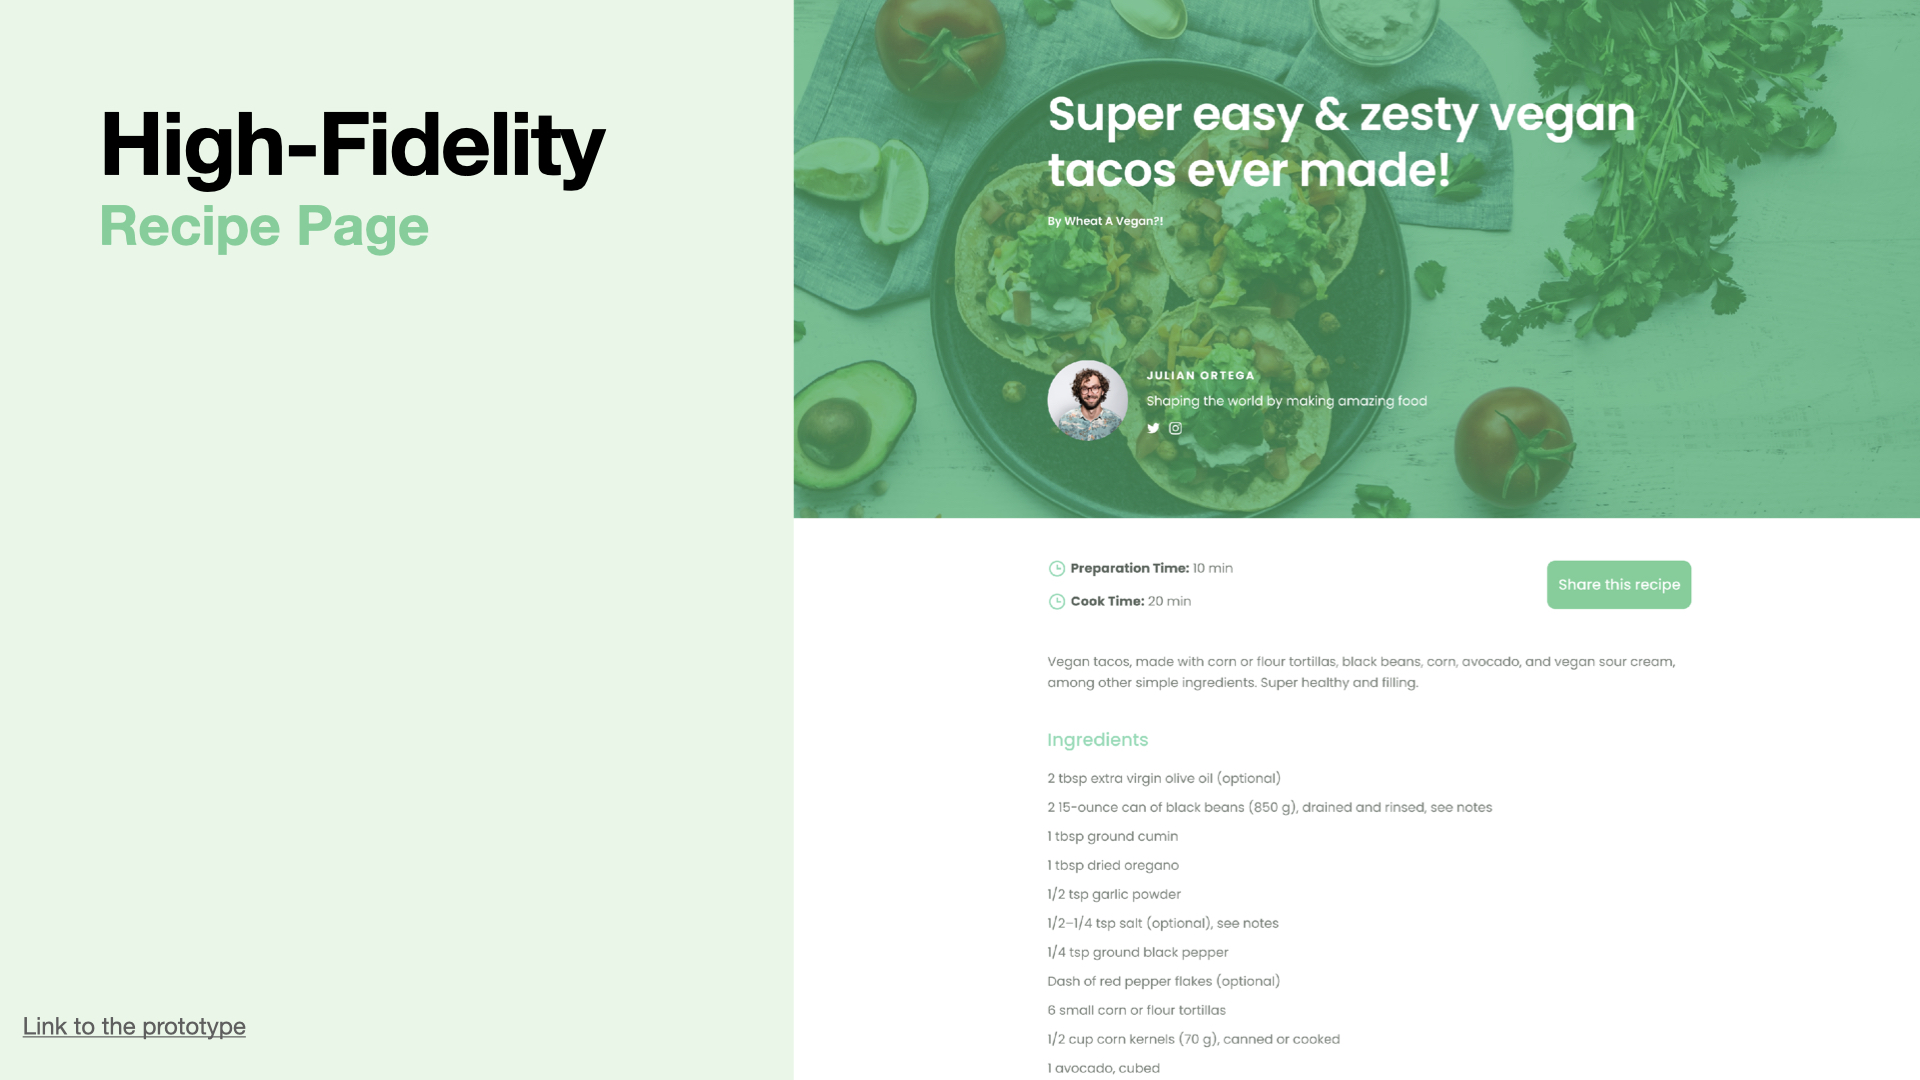 High-Fidelity
Recipe Page
Link to the prototype
Super easy & zesty vegan
tacos ever made!
By Wheat A Vegan?!
JULIAN ORTEGA
Shaping the world by making amazing food
Preparation Time: 10 min
Cook Time: 20 min
Share this recipe
Vegan tacos, made with corn or flour tortillas, black beans, corn, avocado, and vegan sour cream,
among other simple ingredients. Super healthy and filling.
Ingredients
2 tbsp extra virgin olive oil (optional)
2 15-ounce can of black beans (850 g), drained and rinsed, see notes
1 tbsp ground cumin
1 tbsp dried oregano
1/2 tsp garlic powder
1/2–1/4 tsp salt (optional), see notes
1/4 tsp ground black pepper
Dash of red pepper flakes (optional)
6 small corn or flour tortillas
1/2 cup corn kernels (70 g), canned or cooked
1 avocado, cubed